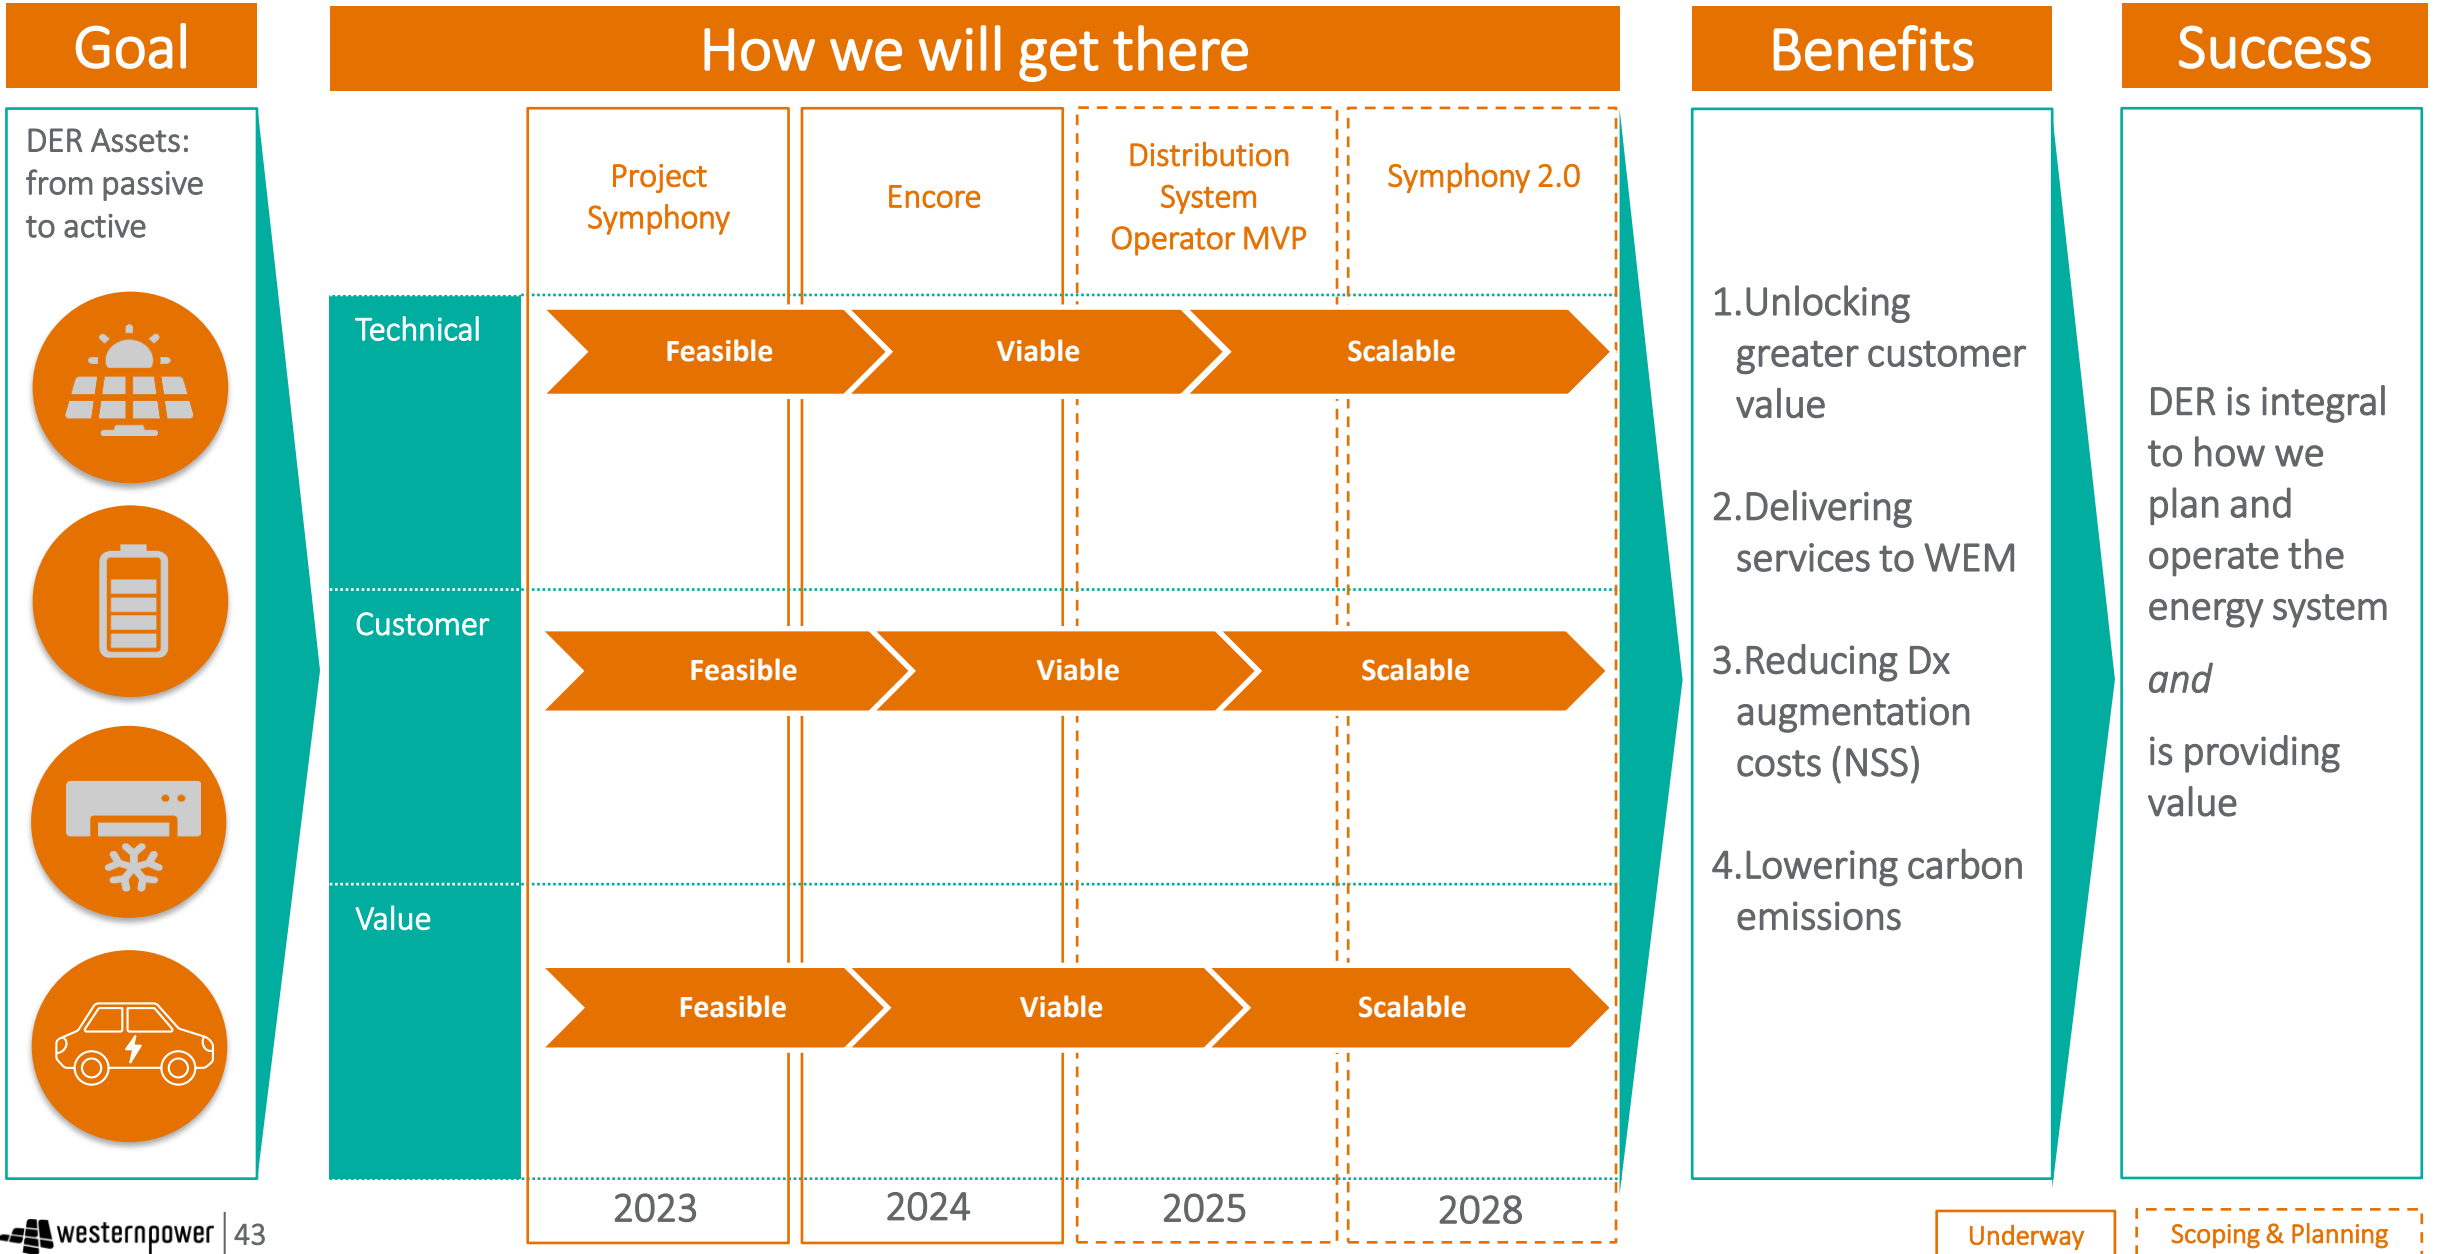 Goal
How we will get there
Benefits
Success
DER Assets:
from passive
to active
Project
Symphony
Encore
Distribution
System
Operator MVP
Symphony 2.0
Technical
Feasible
Viable
Scalable
Customer
Feasible
Viable
Scalable
Value
Feasible
Viable
Scalable
2023
2024
2025
2028
1.Unlocking
greater customer
value
2.Delivering
services to WEM
3.Reducing Dx
augmentation
costs (NSS)
4.Lowering carbon
emissions
DER is integral
to how we
plan and
operate the
energy system
and
is providing
value
westernpower
43
Underway
Scoping & Planning